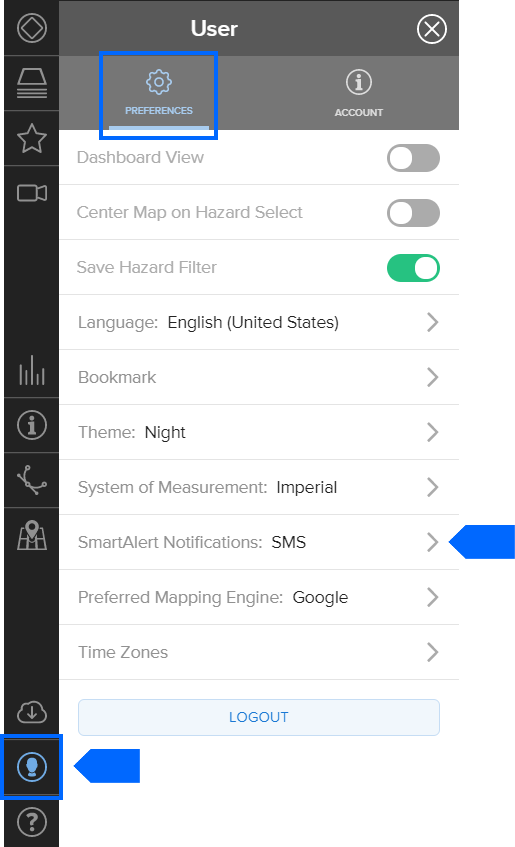 User
PREFERENCES
ACCOUNT
Dashboard View
Center Map on Hazard Select
Save Hazard Filter
Language: English (United States)
Bookmark
Theme: Night
System of Measurement: Imperial
SmartAlert Notifications: SMS
Preferred Mapping Engine: Google
Time Zones
LOGOUT